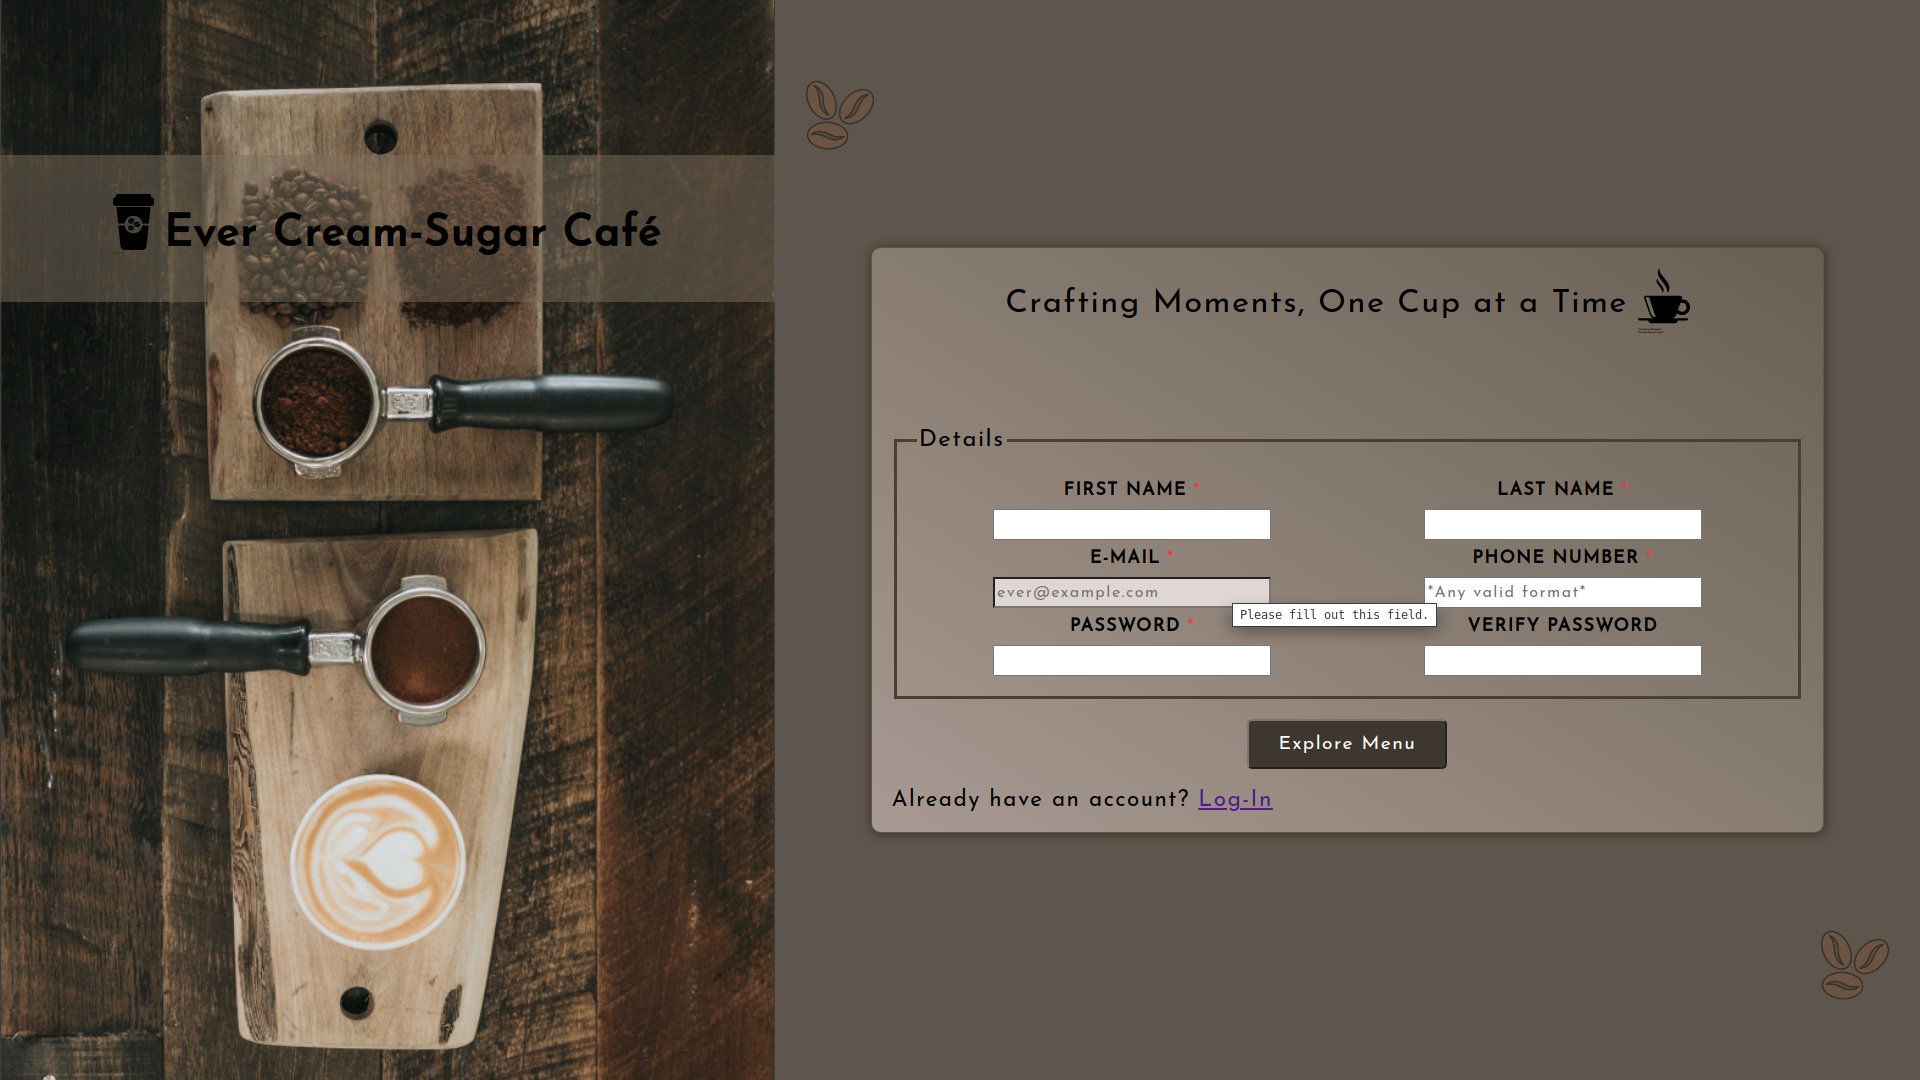 Ever Cream-Sugar Café
Crafting Moments, One Cup at a Time
Details
FIRST NAME *
LAST NAME *
E-MAIL *
PHONE NUMBER *
ever@example.com
*Any valid format*
Please fill out this field.
PASSWORD *
VERIFY PASSWORD
Explore Menu
Already have an account? Log-In